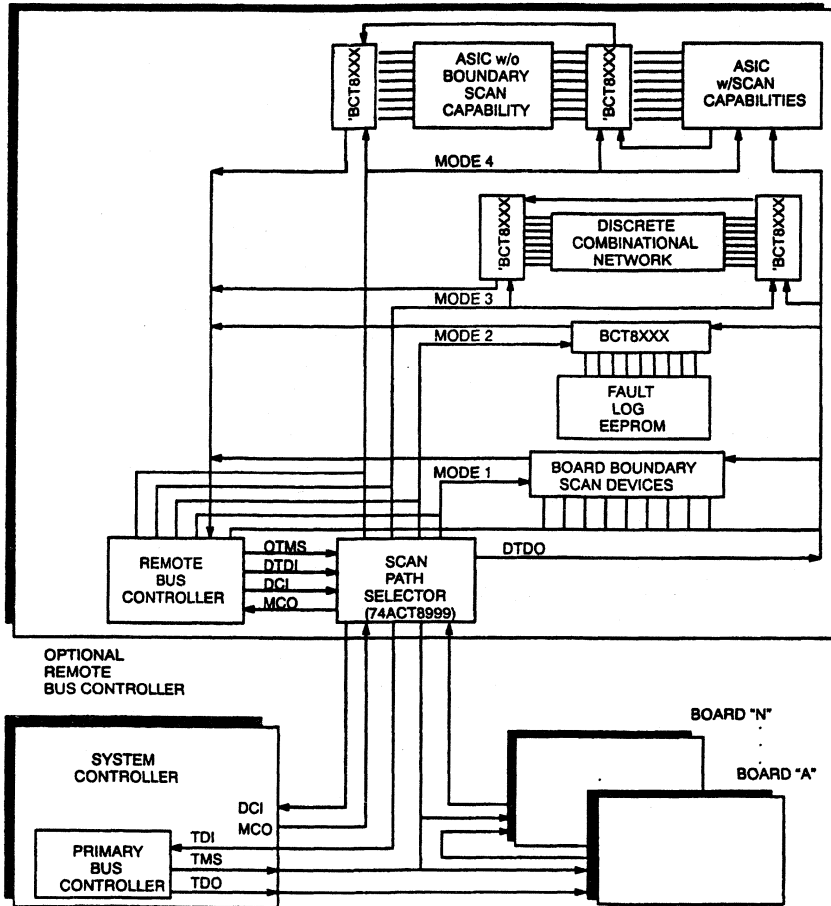 'BCT8XXX
ASIC w/o
BOUNDARY
SCAN
CAPABILITY
'BCT8XXX
ASIC
w/SCAN
CAPABILITIES
MODE 4
'BCT8XXX
DISCRETE
COMBINATIONAL
NETWORK
'BCT8XXX
MODE 3
MODE 2
BCT8XXX
FAULT
LOG
EEPROM
MODE 1
BOARD BOUNDARY
SCAN DEVICES
REMOTE
BUS
CONTROLLER
OTMS
DTDI
DCI
MCO
SCAN
PATH
SELECTOR
(74ACT8999)
DTDO
OPTIONAL
REMOTE
BUS CONTROLLER
SYSTEM
CONTROLLER
DCI
MCO
PRIMARY
BUS
CONTROLLER
TDI
TMS
TDO
BOARD "N"
BOARD "A"